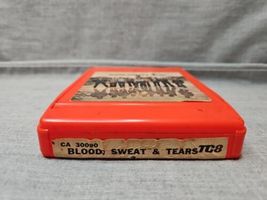 CA 30090
BLOOD, SWEAT & TEARS TC8